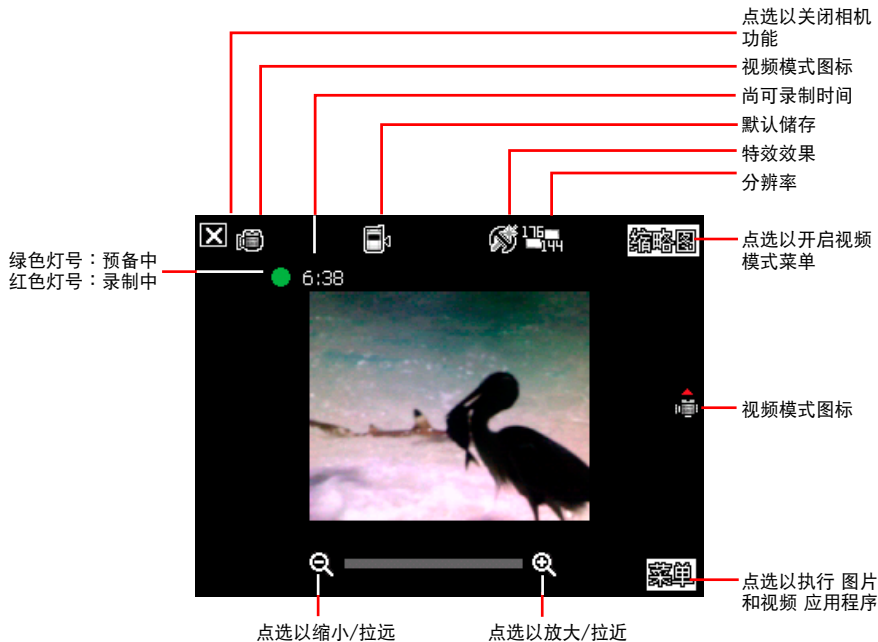 点选以关闭相机
功能
视频模式图标
尚可录制时间
默认储存
特效效果
分辨率
176
144
缩略图
点选以开启视频
模式菜单
绿色灯号：预备中
红色灯号：录制中
6:38
视频模式图标
菜单
点选以执行 图片
和视频 应用程序
点选以缩小/拉远
点选以放大/拉近